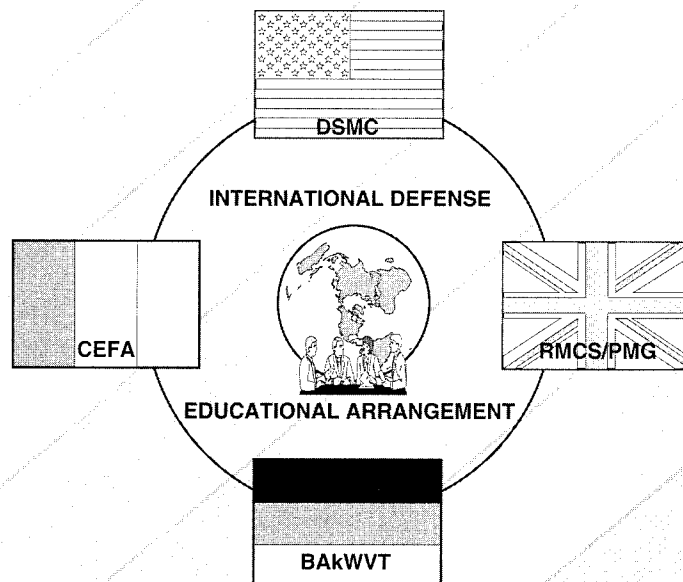 DSMC
INTERNATIONAL DEFENSE
CEFA
RMCS/PMG
EDUCATIONAL ARRANGEMENT
BAkWVT